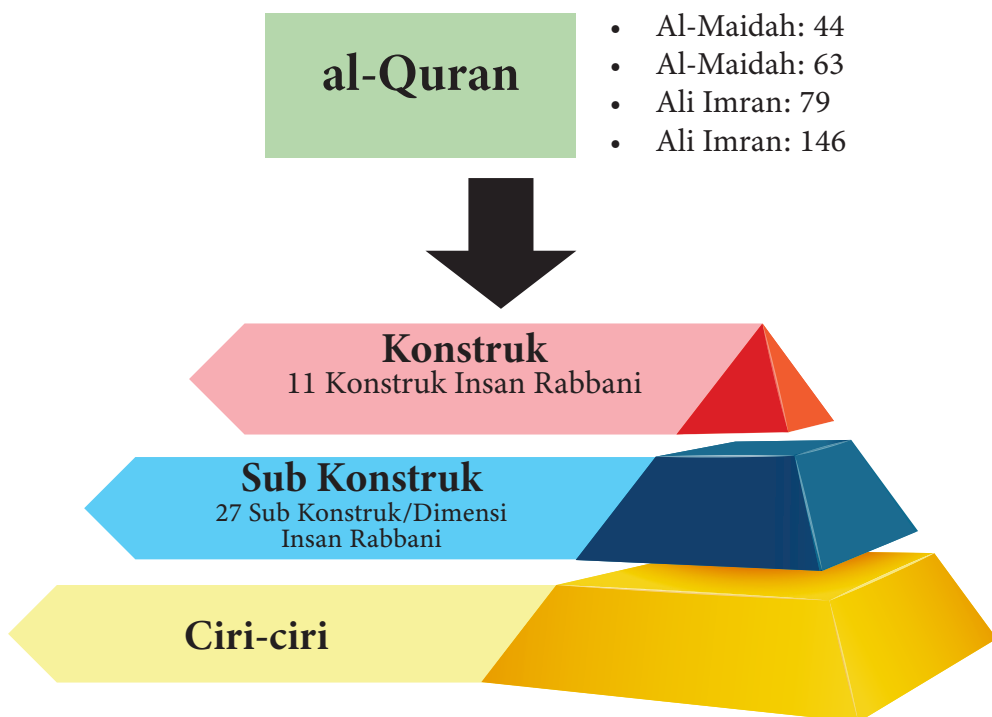 al-Quran
• Al-Maidah: 44
• Al-Maidah: 63
• Ali Imran: 79
• Ali Imran: 146
Konstruk
11 Konstruk Insan Rabbani
Sub Konstruk
27 Sub Konstruk/Dimensi
Insan Rabbani
Ciri-ciri